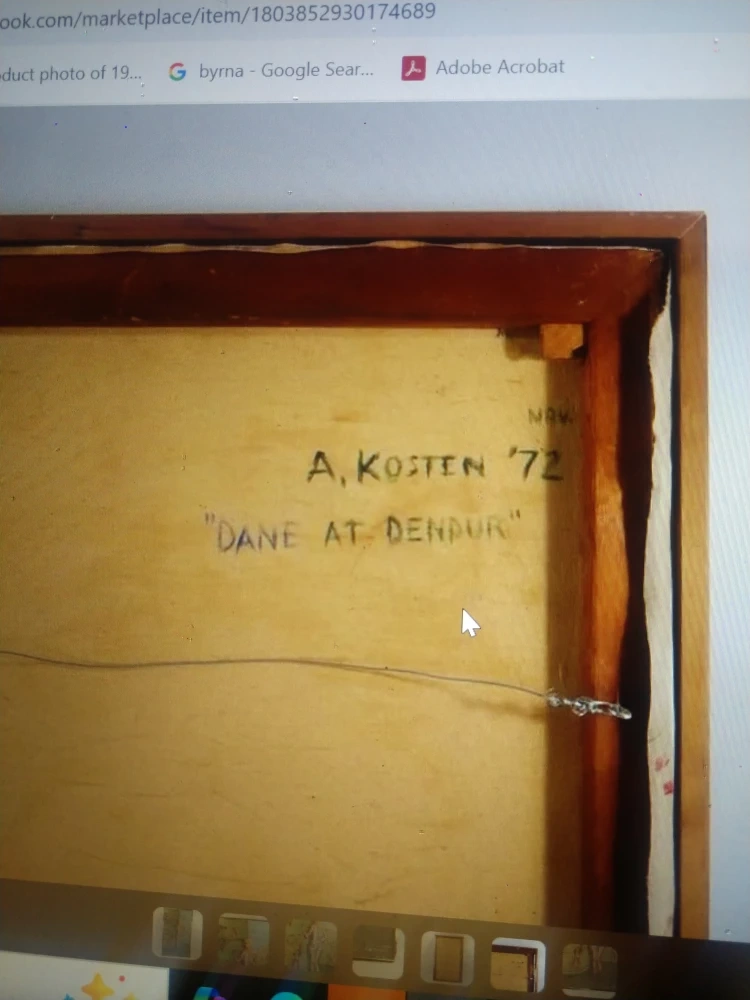 ook.com/marketplace/item/1803852930174689
duct photo of 19...
byrna - Google Sear...
Adobe Acrobat
A. KOSTEN '72
"DANE AT DENDUR"